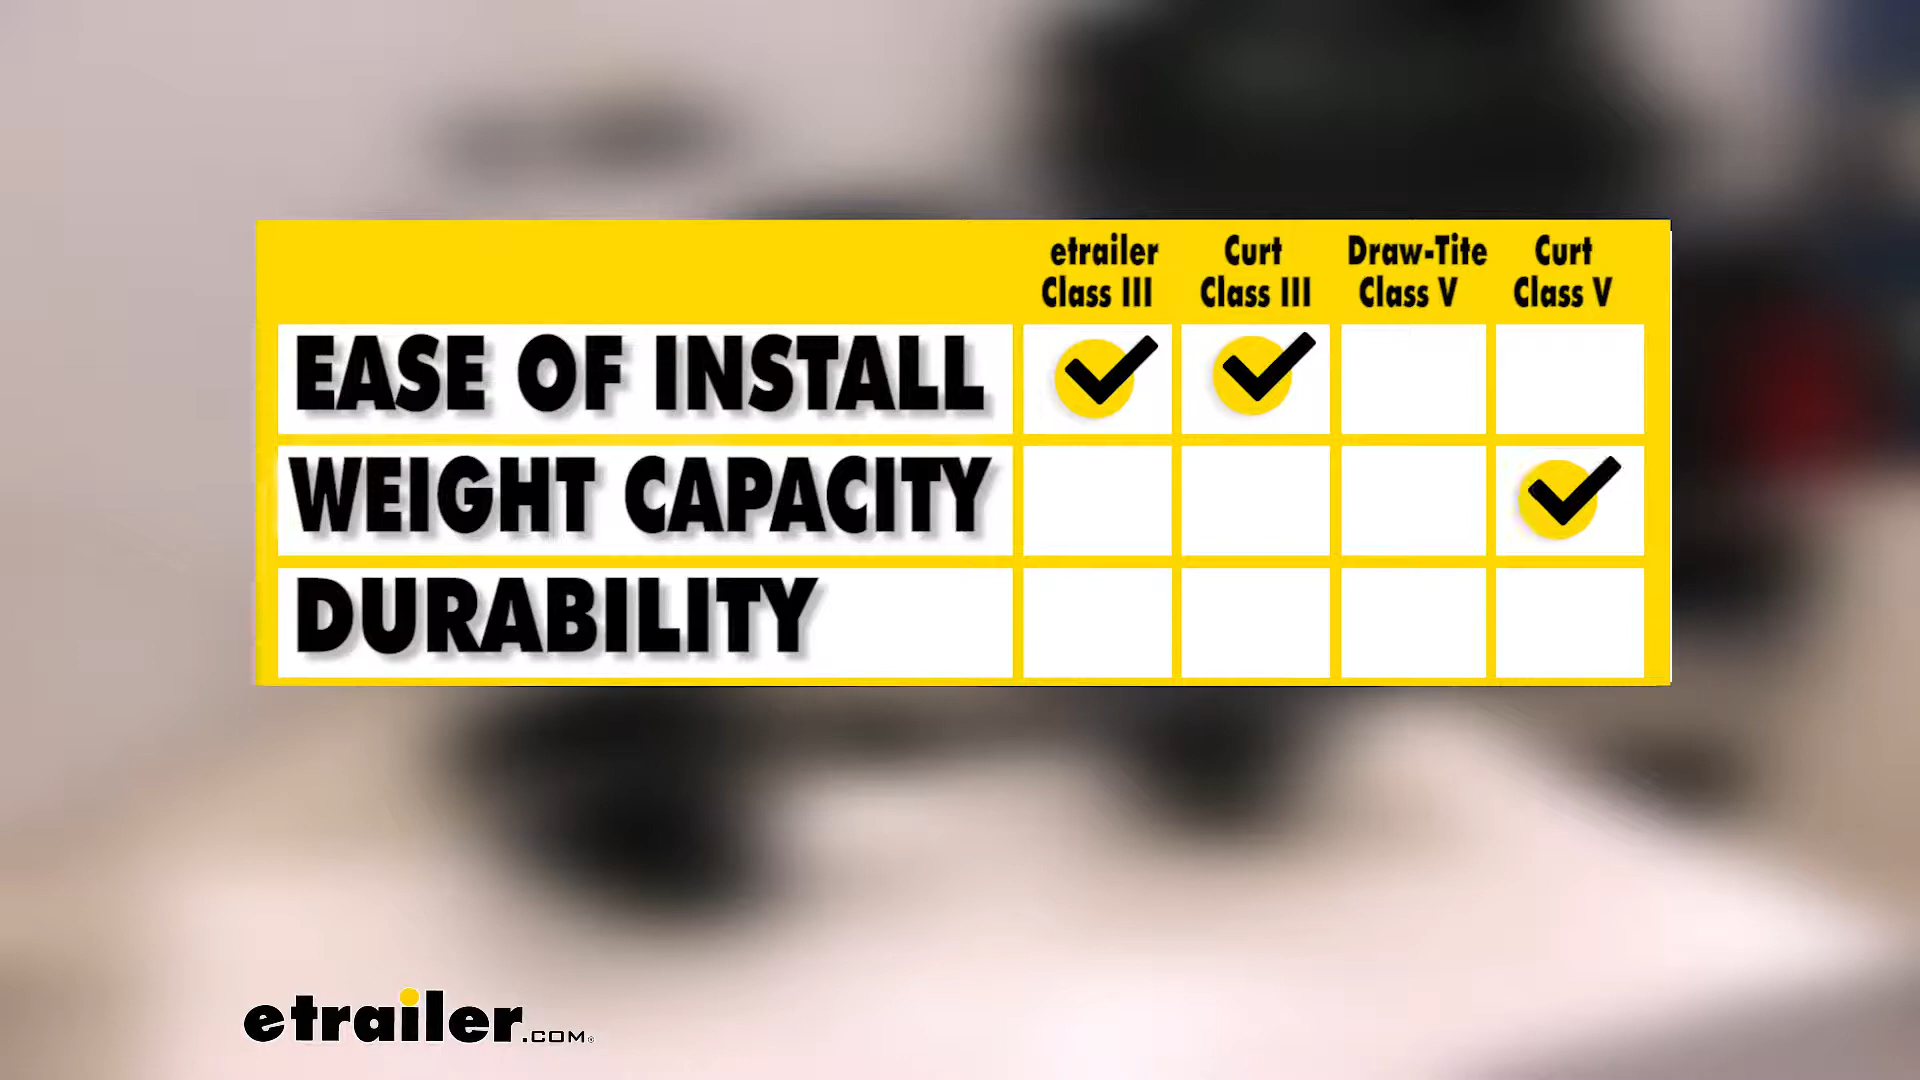 etrailer Curt Draw-Tite Curt
Class III Class III Class V Class V
EASE OF INSTALL
WEIGHT CAPACITY
DURABILITY
etrailer.COM®